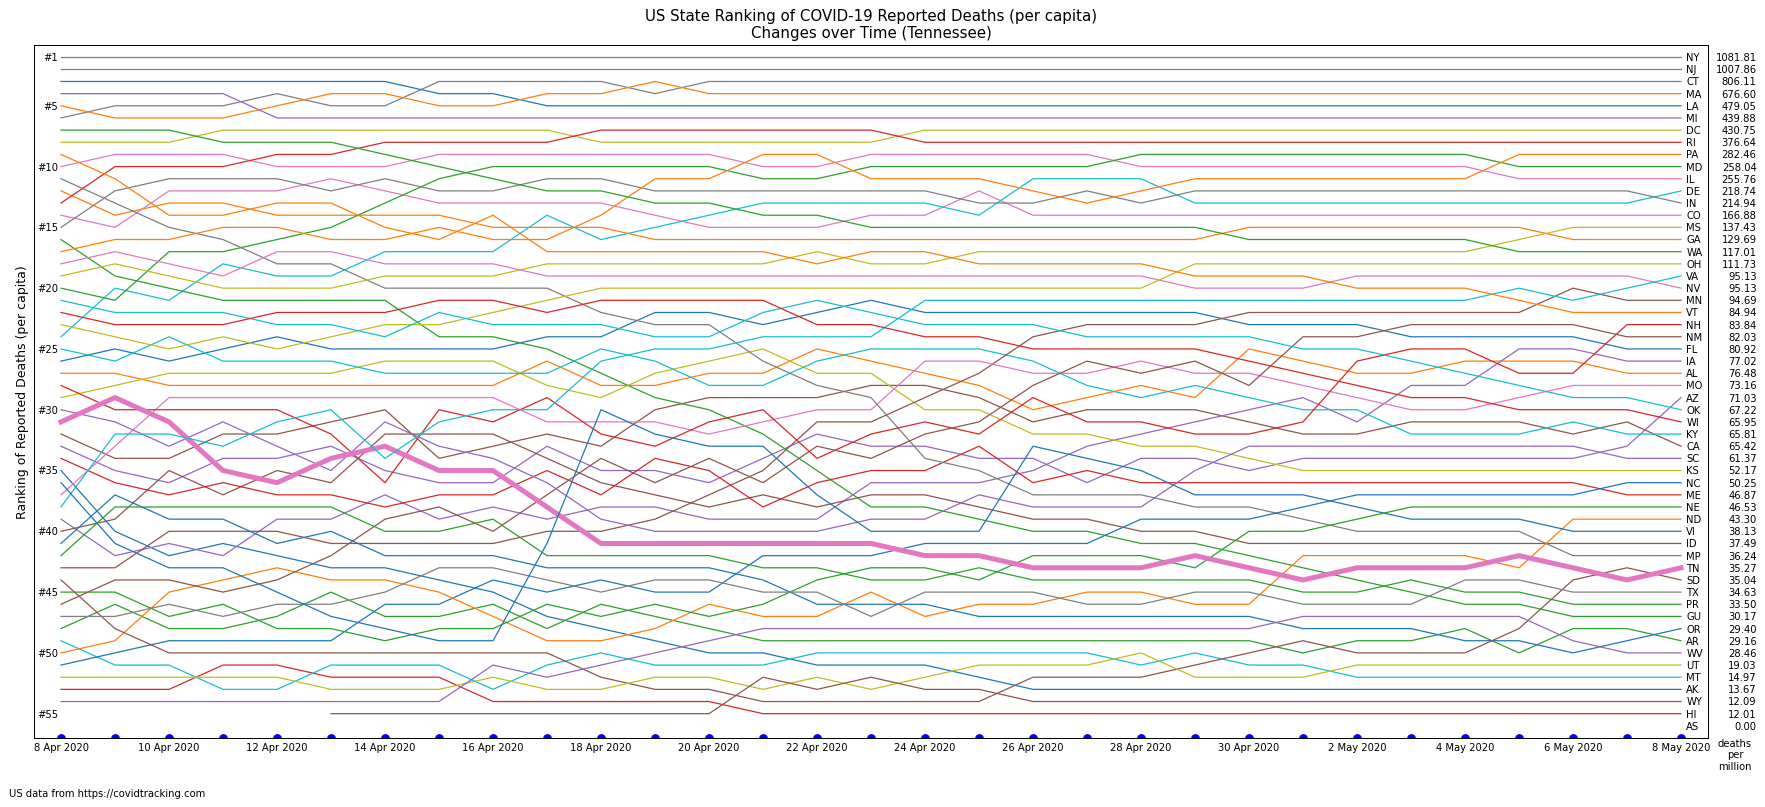 US State Ranking of COVID-19 Reported Deaths (per capita)
Changes over Time (Tennessee)
Ranking of Reported Deaths (per capita)
#1
#5
#10
#15
#20
#25
#30
#35
#40
#45
#50
#55
NY 1081.81
NJ 1007.86
CT 806.11
MA 676.60
LA 479.05
MI 439.88
DC 430.75
RI 376.64
PA 282.46
MD 258.04
IL 255.76
DE 218.74
IN 214.94
CO 166.88
MS 137.43
GA 129.69
WA 117.01
OH 111.73
VA 95.13
NV 95.13
MN 94.69
VT 84.94
NH 83.84
NM 82.03
FL 80.92
IA 77.02
AL 76.48
MO 73.16
AZ 71.03
OK 67.22
WI 65.95
KY 65.81
CA 65.42
SC 61.37
KS 52.17
NC 50.25
ME 46.87
NE 46.53
ND 43.30
VI 38.13
ID 37.49
MP 36.24
TN 35.27
SD 35.04
TX 34.63
PR 33.50
GU 30.17
OR 29.40
AR 29.16
WV 28.46
UT 19.03
MT 14.97
AK 13.67
WY 12.09
HI 12.01
AS 0.00
8 Apr 2020 10 Apr 2020 12 Apr 2020 14 Apr 2020 16 Apr 2020 18 Apr 2020 20 Apr 2020 22 Apr 2020 24 Apr 2020 26 Apr 2020 28 Apr 2020 30 Apr 2020 2 May 2020 4 May 2020 6 May 2020 8 May 2020
deaths
per
million
US data from https://covidtracking.com